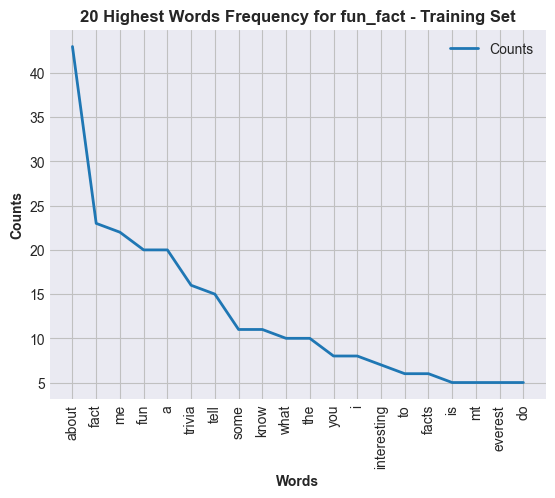 20 Highest Words Frequency for fun_fact - Training Set
Counts
Counts
40
35
30
25
20
15
10
5
about
fact
me
fun
a
trivia
tell
some
know
what
the
you
i
interesting
to
facts
is
mt
everest
do
Words